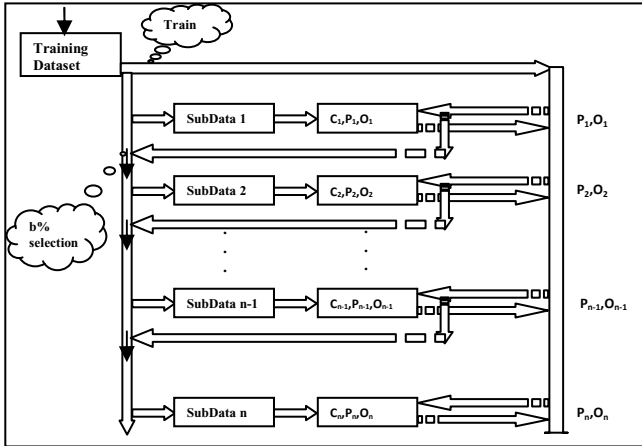 Train
Training
Dataset
SubData 1 C₁,P₁,O₁ P₁,O₁
SubData 2 C₂,P₂,O₂ P₂,O₂
b%
selection
SubData n-1 Cₙ₋₁,Pₙ₋₁,Oₙ₋₁ Pₙ₋₁,Oₙ₋₁
SubData n Cₙ,Pₙ,Oₙ Pₙ,Oₙ